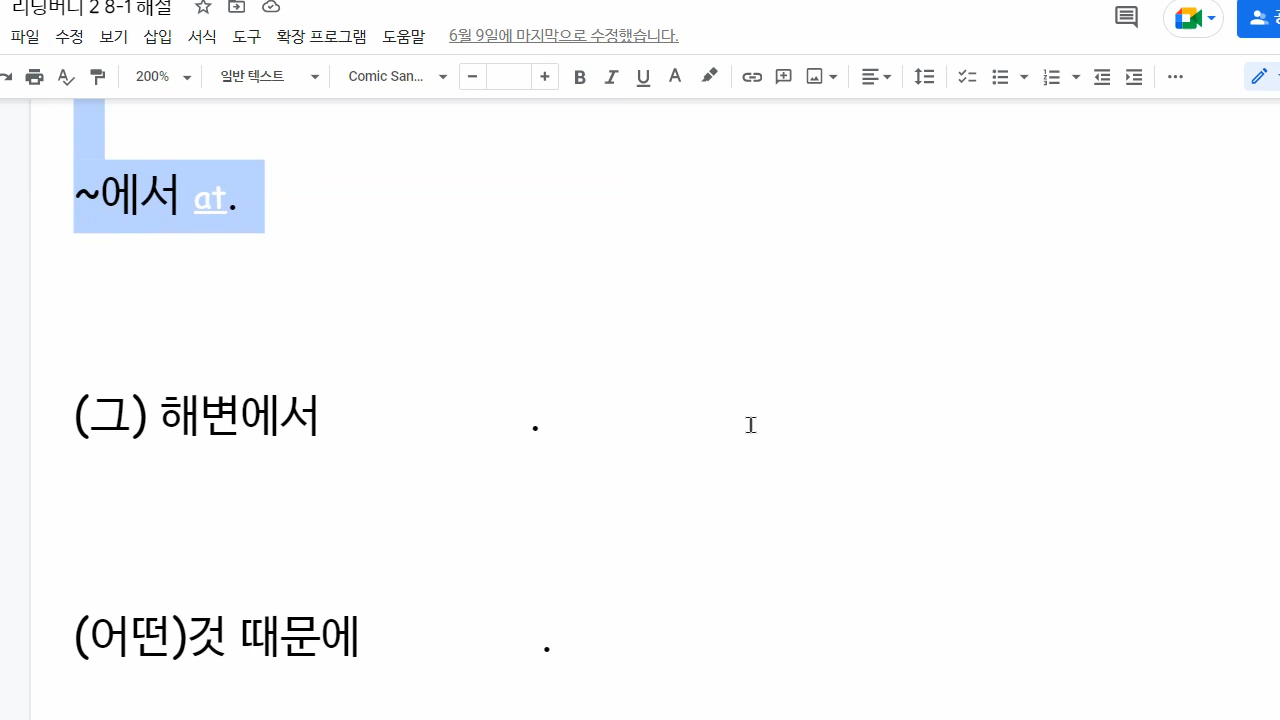 리딩버니 2 8-1 해설
파일 수정 보기 삽입 서식 도구 확장 프로그램 도움말 6월 9일에 마지막으로 수정했습니다.
200% 일반 텍스트 Comic San... − + B I U A
~에서 at.
(그) 해변에서 .
(어떤)것 때문에 .